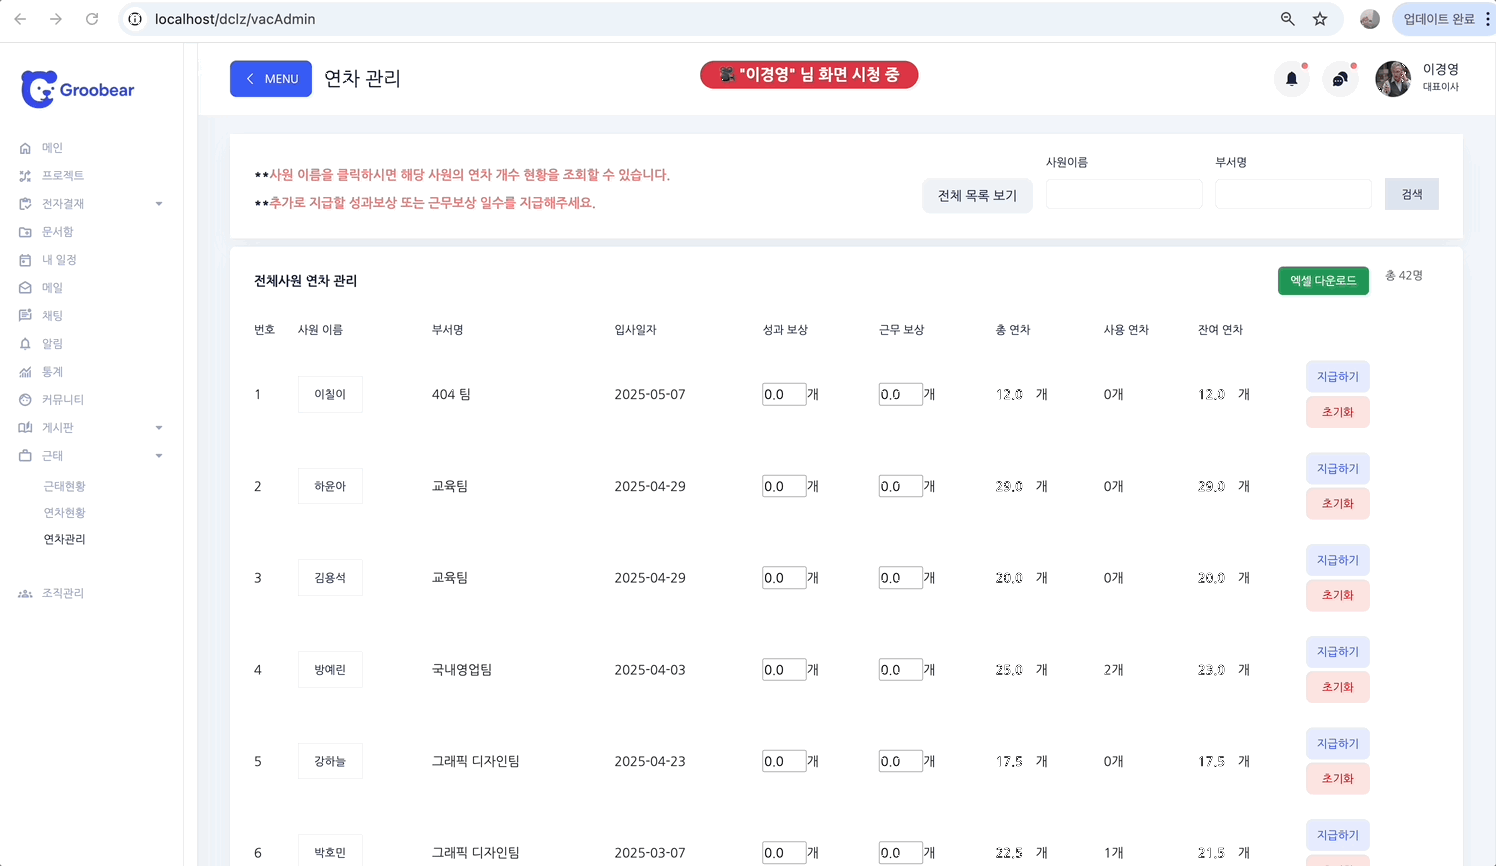 localhost/dclz/vacAdmin
업데이트 완료
Groobear
MENU
연차 관리
"이경영" 님 화면 시청 중
이경영
대표이사
메인
프로젝트
전자결재
문서함
내 일정
메일
채팅
알림
통계
커뮤니티
게시판
근태
근태현황
연차현황
연차관리
조직관리
**사원 이름을 클릭하시면 해당 사원의 연차 개수 현황을 조회할 수 있습니다.
**추가로 지급할 성과보상 또는 근무보상 일수를 지급해주세요.
전체 목록 보기
사원이름
부서명
검색
전체사원 연차 관리
엑셀 다운로드
총 42명
번호 사원 이름 부서명 입사일자 성과 보상 근무 보상 총 연차 사용 연차 잔여 연차
1 이칠이 404 팀 2025-05-07 0.0 개 0.0 개 12.0 개 0개 12.0 개
지급하기
초기화
2 하윤아 교육팀 2025-04-29 0.0 개 0.0 개 29.0 개 0개 29.0 개
지급하기
초기화
3 김용석 교육팀 2025-04-29 0.0 개 0.0 개 20.0 개 0개 20.0 개
지급하기
초기화
4 방예린 국내영업팀 2025-04-03 0.0 개 0.0 개 25.0 개 2개 23.0 개
지급하기
초기화
5 강하늘 그래픽 디자인팀 2025-04-23 0.0 개 0.0 개 17.5 개 0개 17.5 개
지급하기
초기화
6 박호민 그래픽 디자인팀 2025-03-07 0.0 개 0.0 개 22.5 개 1개 21.5 개
지급하기